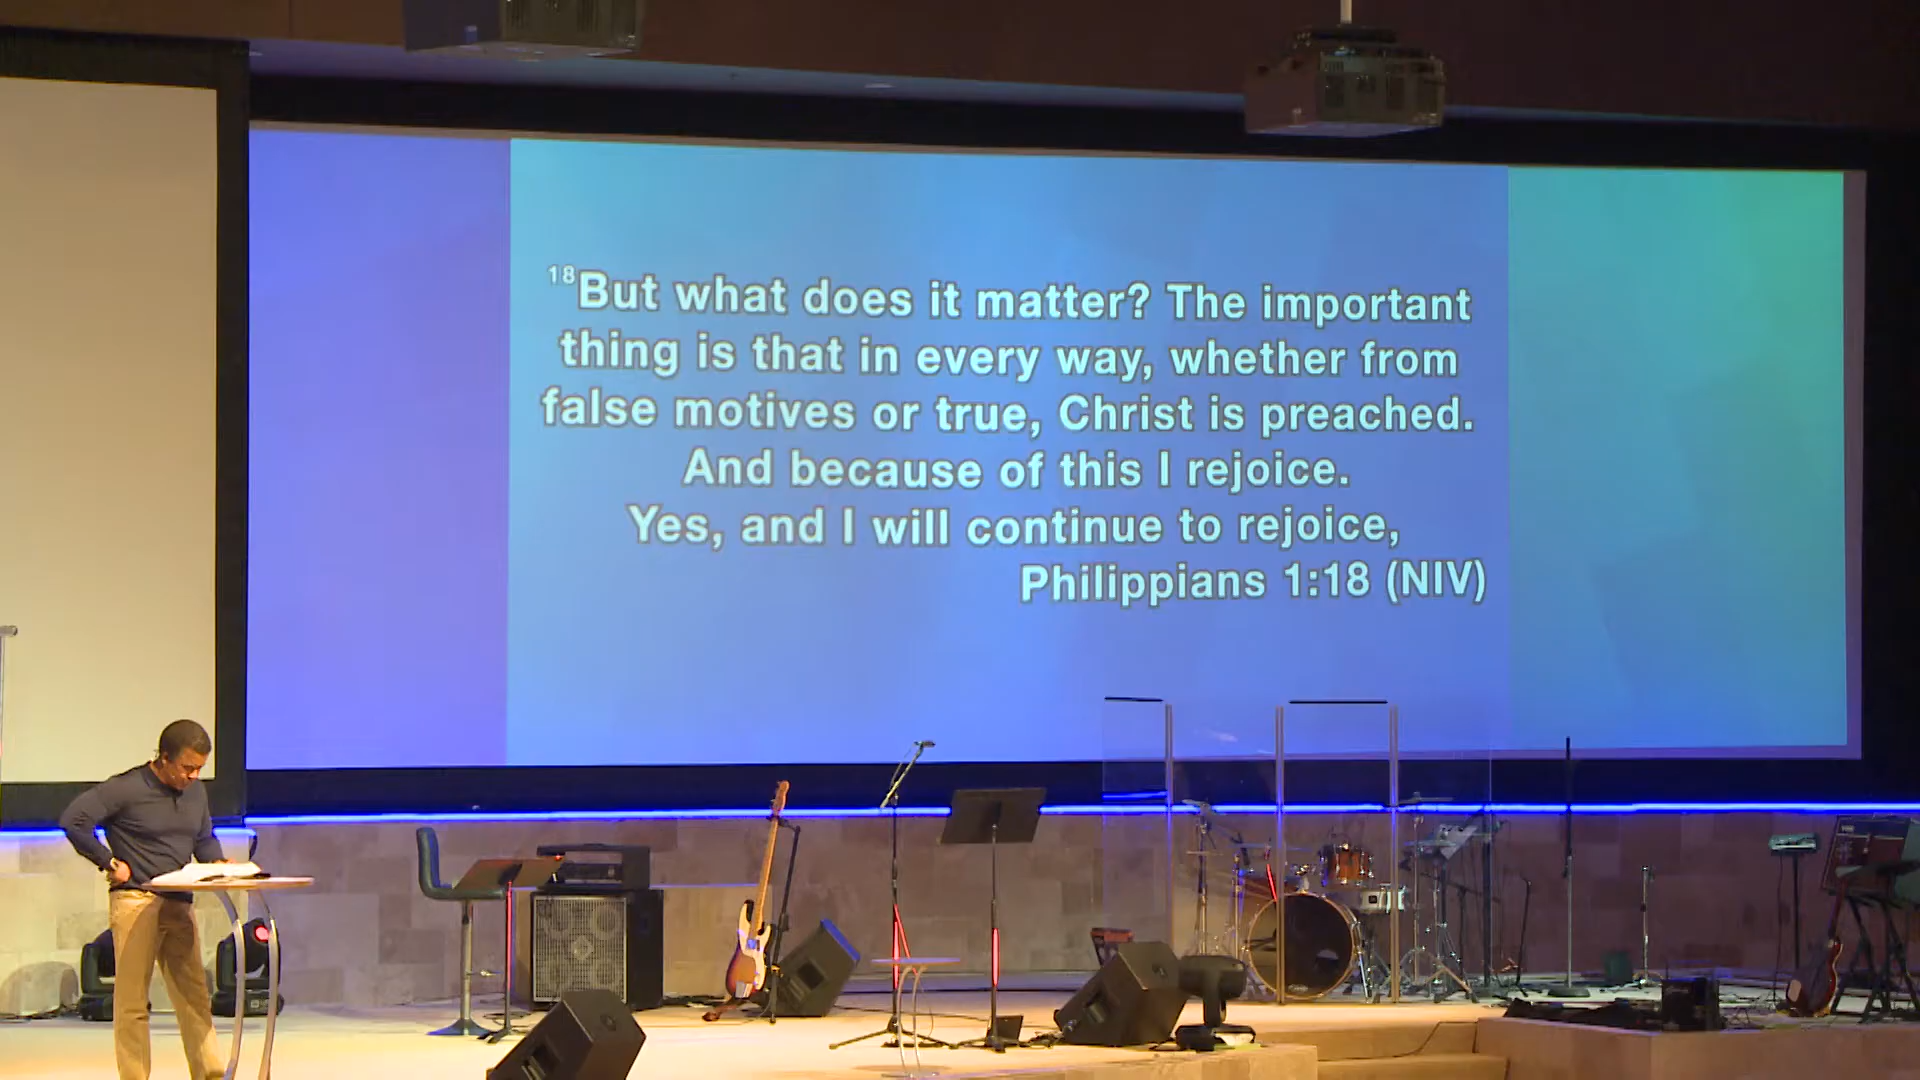 18But what does it matter? The important
thing is that in every way, whether from
false motives or true, Christ is preached.
And because of this I rejoice.
Yes, and I will continue to rejoice,
Philippians 1:18 (NIV)